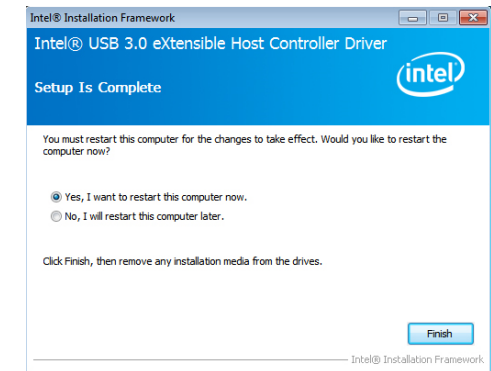 Intel® Installation Framework
Intel® USB 3.0 eXtensible Host Controller Driver
intel
Setup Is Complete
You must restart this computer for the changes to take effect. Would you like to restart the
computer now?
Yes, I want to restart this computer now.
No, I will restart this computer later.
Click Finish, then remove any installation media from the drives.
Finish
Intel® Installation Framework